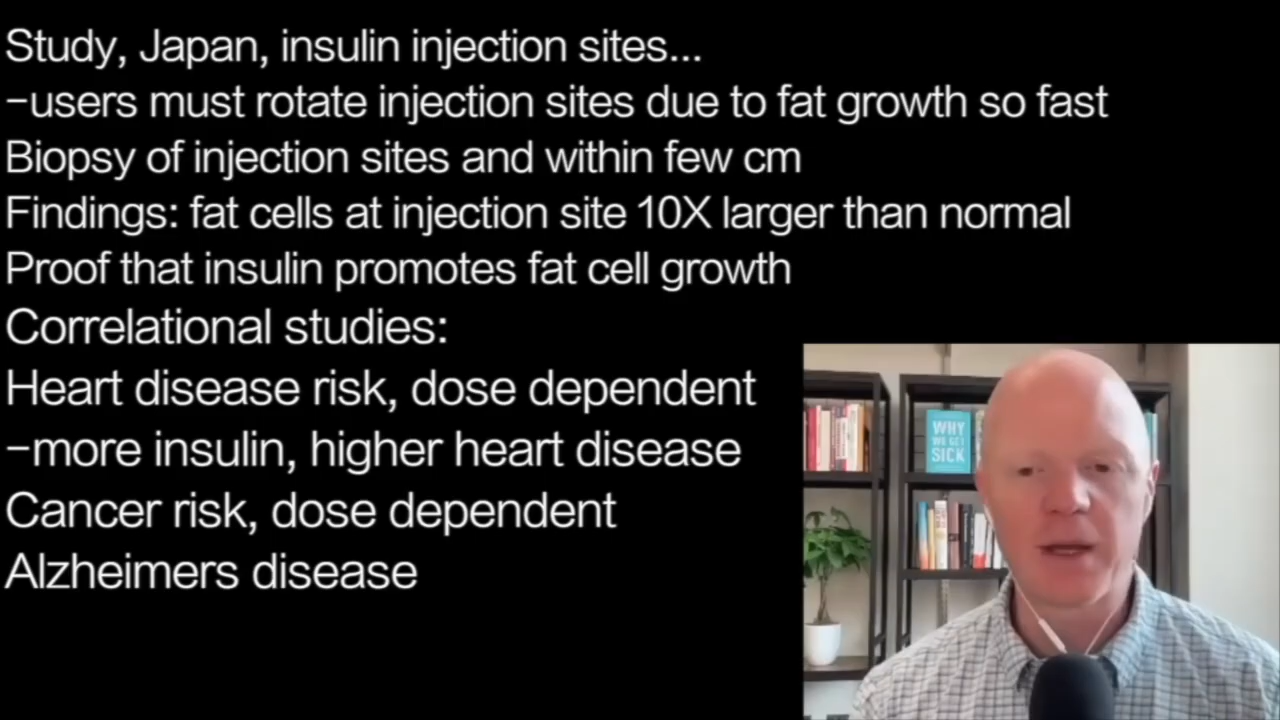 Study, Japan, insulin injection sites...
−users must rotate injection sites due to fat growth so fast
Biopsy of injection sites and within few cm
Findings: fat cells at injection site 10X larger than normal
Proof that insulin promotes fat cell growth
Correlational studies:
Heart disease risk, dose dependent
−more insulin, higher heart disease
Cancer risk, dose dependent
Alzheimers disease
WHY
WE GET
SICK